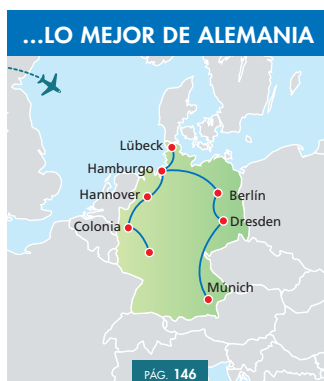 ...LO MEJOR DE ALEMANIA
Lübeck
Hamburgo
Hannover
Berlín
Colonia
Dresden
Múnich
PÁG. 146